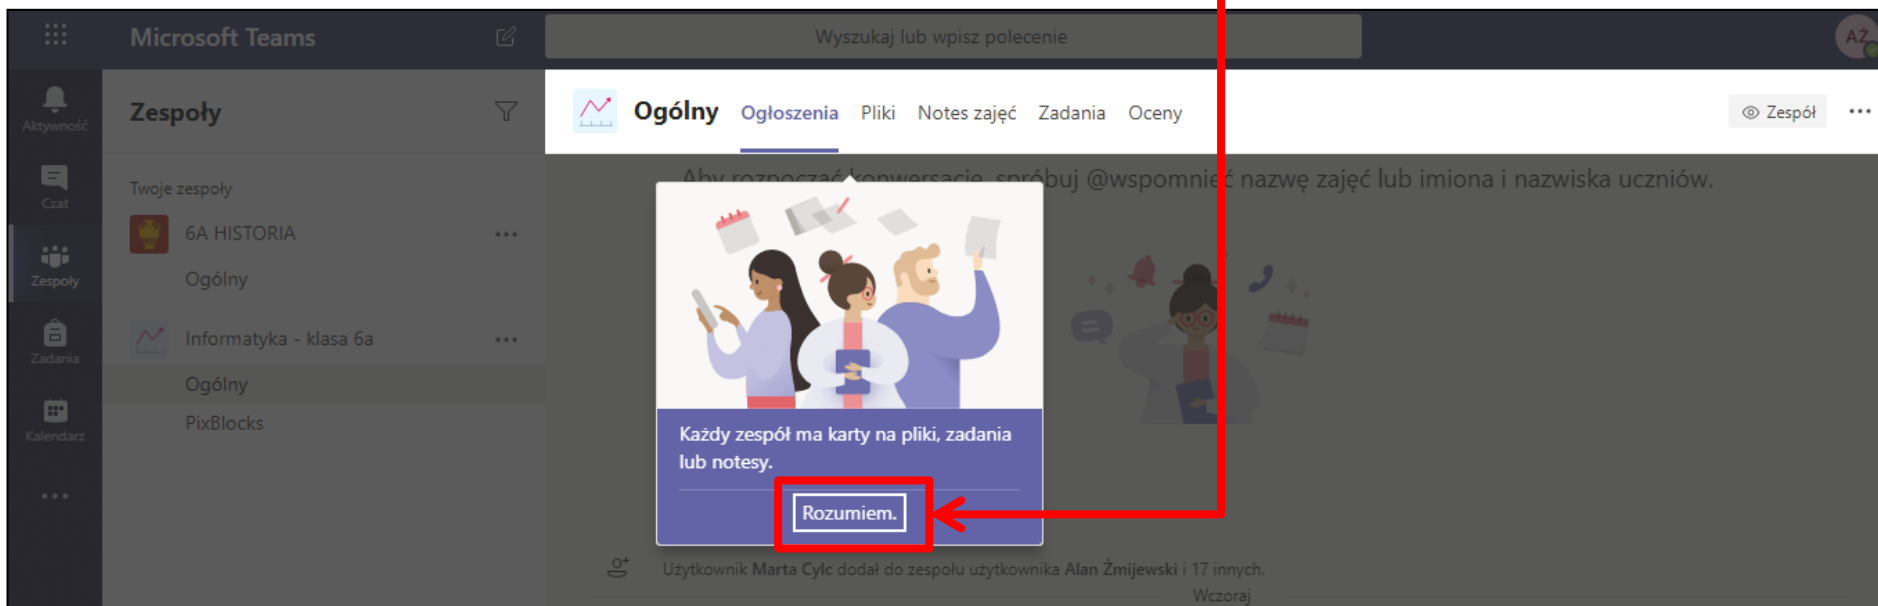 Microsoft Teams
Wyszukaj lub wpisz polecenie
AŻ
Aktywność
Czat
Zespoły
Zadania
Kalendarz
Zespoły
Twoje zespoły
6A HISTORIA
Ogólny
Informatyka - klasa 6a
Ogólny
PixBlocks
Ogólny Ogłoszenia Pliki Notes zajęć Zadania Oceny
Zespół
Aby rozpocząć konwersację, spróbuj @wspomnieć nazwę zajęć lub imiona i nazwiska uczniów.
Każdy zespół ma karty na pliki, zadania
lub notesy.
Rozumiem.
Użytkownik Marta Cylc dodał do zespołu użytkownika Alan Żmijewski i 17 innych.
Wczoraj